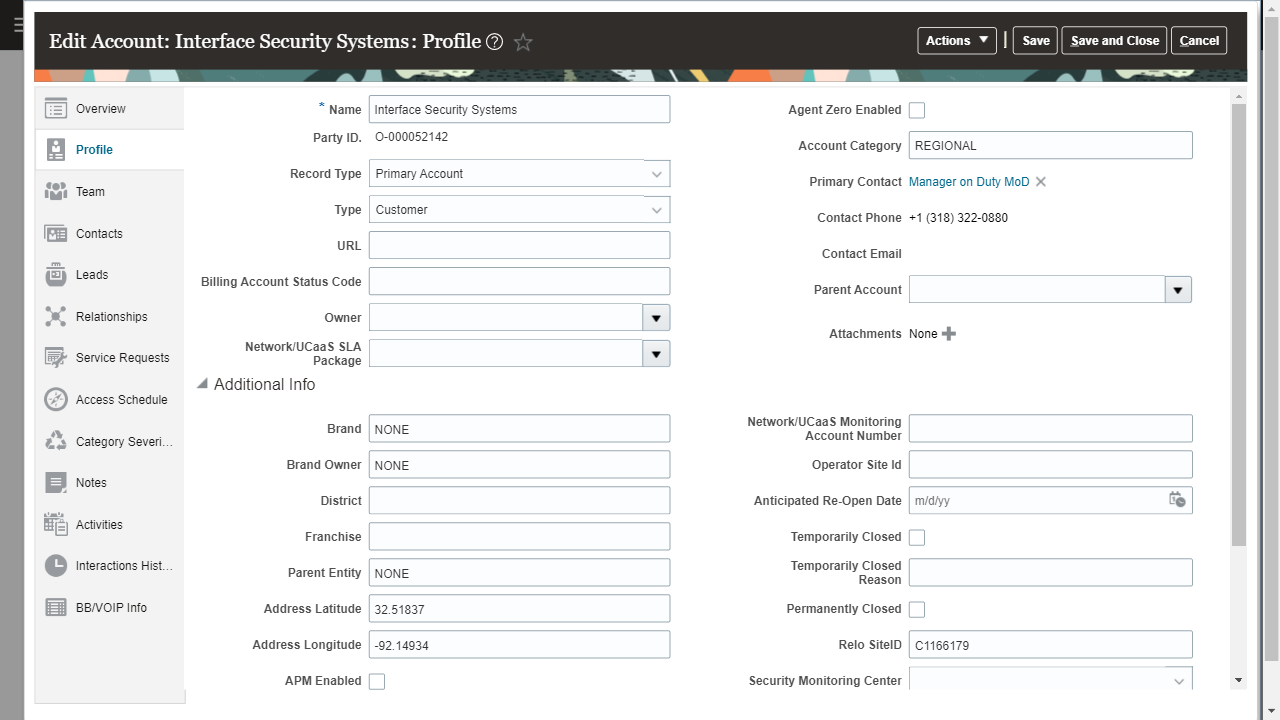 Edit Account: Interface Security Systems: Profile
Actions
Save
Save and Close
Cancel
Overview
Profile
Team
Contacts
Leads
Relationships
Service Requests
Access Schedule
Category Severi...
Notes
Activities
Interactions Hist...
BB/VOIP Info
* Name Interface Security Systems
Party ID. O-000052142
Record Type Primary Account
Type Customer
URL
Billing Account Status Code
Owner
Network/UCaaS SLA
Package
Agent Zero Enabled
Account Category REGIONAL
Primary Contact Manager on Duty MoD
Contact Phone +1 (318) 322-0880
Contact Email
Parent Account
Attachments None
Additional Info
Brand NONE
Brand Owner NONE
District
Franchise
Parent Entity NONE
Address Latitude 32.51837
Address Longitude -92.14934
APM Enabled
Network/UCaaS Monitoring
Account Number
Operator Site Id
Anticipated Re-Open Date m/d/yy
Temporarily Closed
Temporarily Closed
Reason
Permanently Closed
Relo SiteID C1166179
Security Monitoring Center